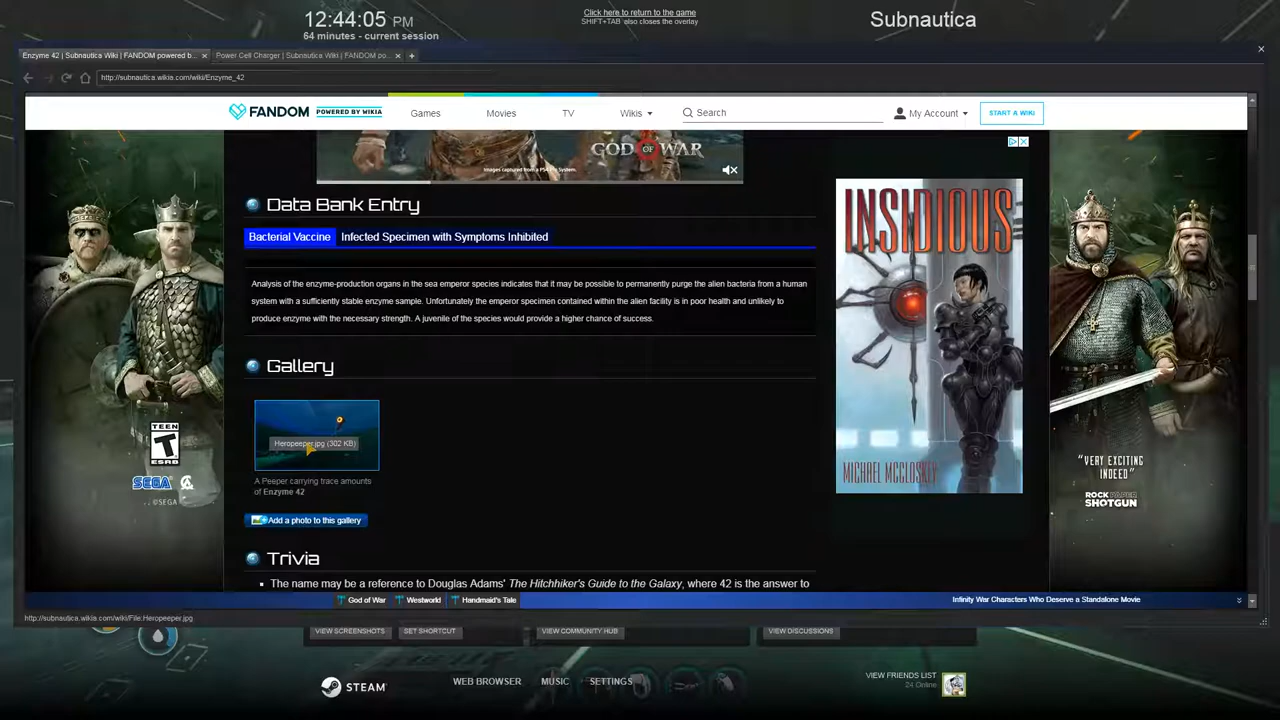 12:44:05 PM
64 minutes - current session
Click here to return to the game
SHIFT+TAB also closes the overlay
Subnautica
Enzyme 42 | Subnautica Wiki | FANDOM powered b...
Power Cell Charger | Subnautica Wiki | FANDOM po...
http://subnautica.wikia.com/wiki/Enzyme_42
FANDOM POWERED BY WIKIA
Games
Movies
TV
Wikis
Search
My Account
START A WIKI
GOD OF WAR
Images captured from a PS4 Pro System.
Data Bank Entry
Bacterial Vaccine
Infected Specimen with Symptoms Inhibited
Analysis of the enzyme-production organs in the sea emperor species indicates that it may be possible to permanently purge the alien bacteria from a human
system with a sufficiently stable enzyme sample. Unfortunately the emperor specimen contained within the alien facility is in poor health and unlikely to
produce enzyme with the necessary strength. A juvenile of the species would provide a higher chance of success.
Gallery
Heropeeper.jpg (302 KB)
A Peeper carrying trace amounts
of Enzyme 42
Add a photo to this gallery
Trivia
The name may be a reference to Douglas Adams' The Hitchhiker's Guide to the Galaxy, where 42 is the answer to
INSIDIOUS
MICHAEL MCCLOSKEY
TEEN
T
ESRB
SEGA CA
©SEGA
"VERY EXCITING
INDEED"
ROCK PAPER
SHOTGUN
God of War
Westworld
Handmaid's Tale
Infinity War Characters Who Deserve a Standalone Movie
http://subnautica.wikia.com/wiki/File:Heropeeper.jpg
VIEW SCREENSHOTS
SET SHORTCUT
VIEW COMMUNITY HUB
VIEW DISCUSSIONS
STEAM
WEB BROWSER
MUSIC
SETTINGS
VIEW FRIENDS LIST
24 Online